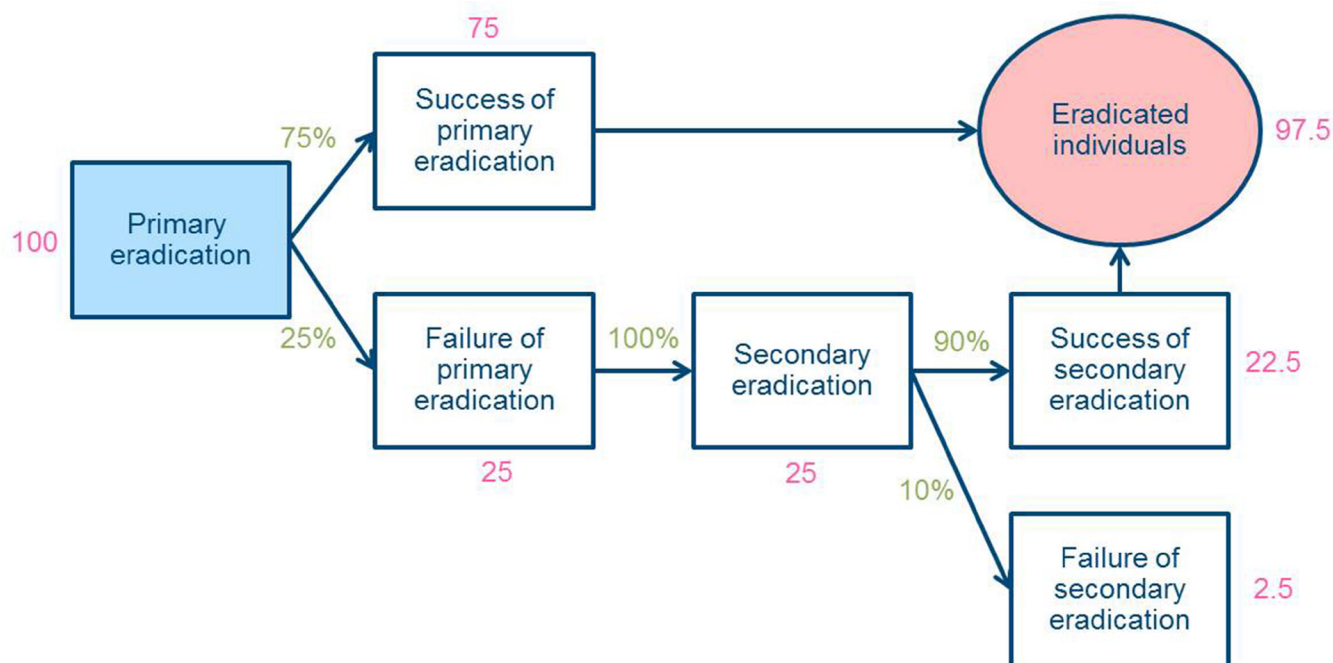 75
Success of
primary
eradication
75%
Eradicated
individuals
97.5
Primary
eradication
100
25%
Failure of
primary
eradication
25
100%
Secondary
eradication
25
90%
Success of
secondary
eradication
22.5
10%
Failure of
secondary
eradication
2.5